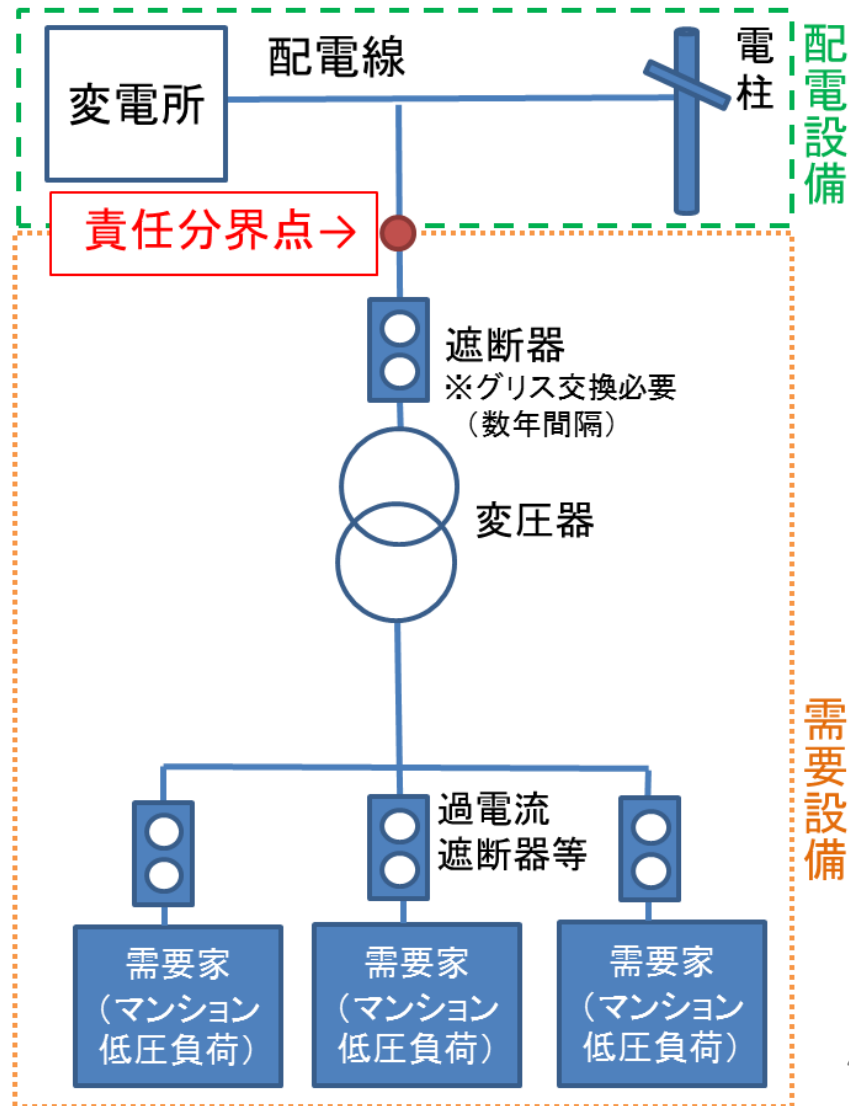 変電所
配電線
電柱
配電設備
責任分界点→
遮断器
※グリス交換必要
（数年間隔）
変圧器
需要設備
過電流
遮断器等
需要家
（マンション
低圧負荷）
需要家
（マンション
低圧負荷）
需要家
（マンション
低圧負荷）